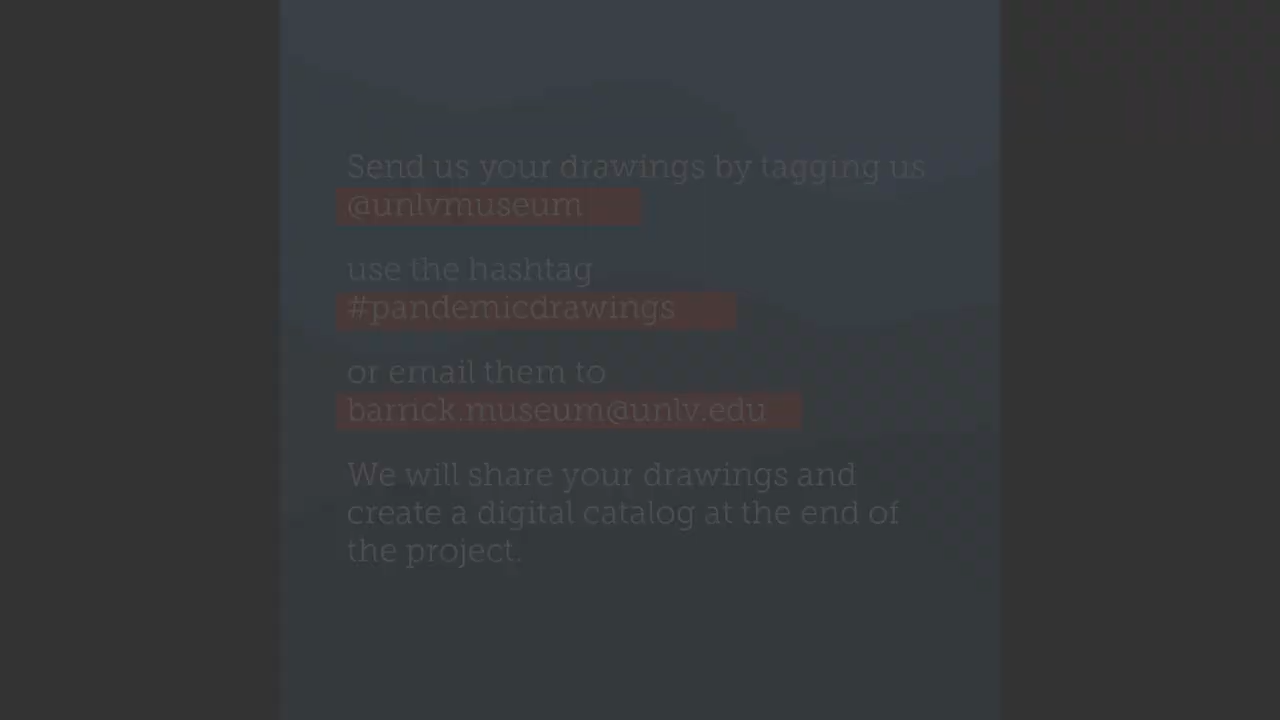 Send us your drawings by tagging us
@unlvmuseum
use the hashtag
#pandemicdrawings
or email them to
barrick.museum@unlv.edu
We will share your drawings and
create a digital catalog at the end of
the project.